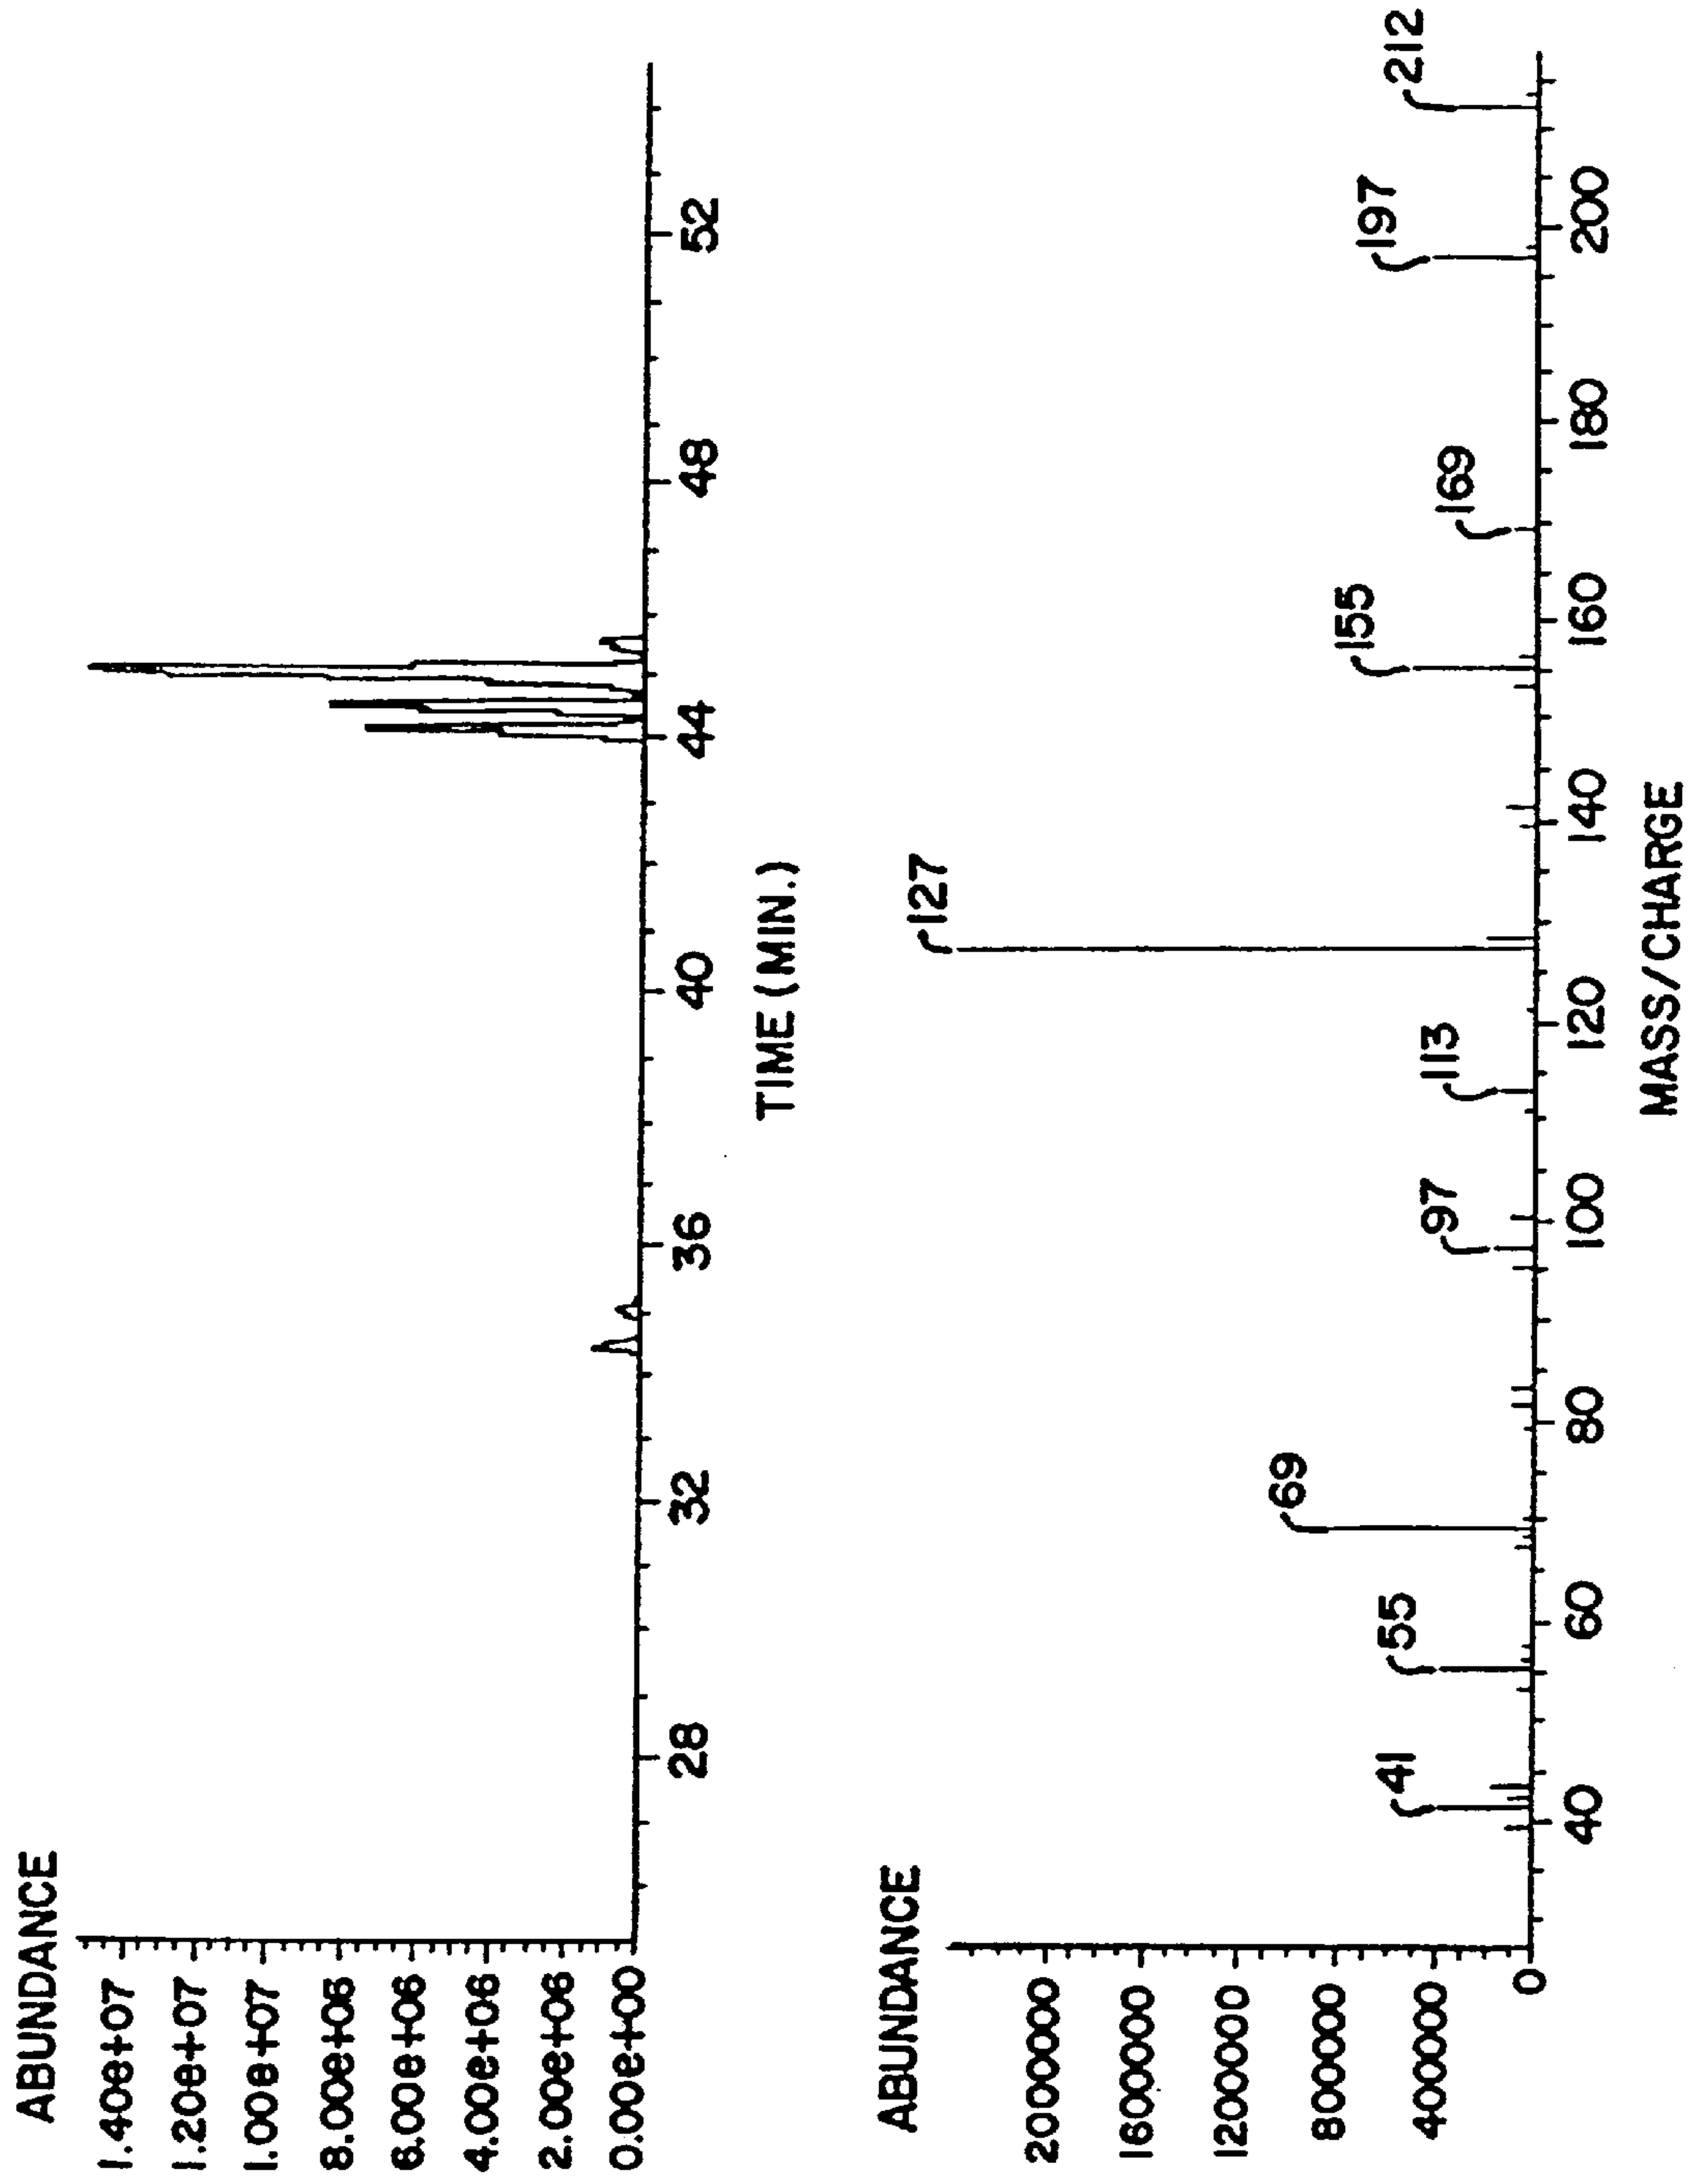 ABUNDANCE
1.40e+07
1.20e+07
1.00e+07
8.00e+06
6.00e+06
4.00e+06
2.00e+06
0.00e+00
28
32
36
40
44
48
52
TIME (MIN.)
ABUNDANCE
2000000
1600000
1200000
800000
400000
0
41
55
69
97
113
127
155
169
197
212
40
60
80
100
120
140
160
180
200
MASS/CHARGE